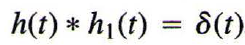 h(t) * h₁(t) = δ(t)